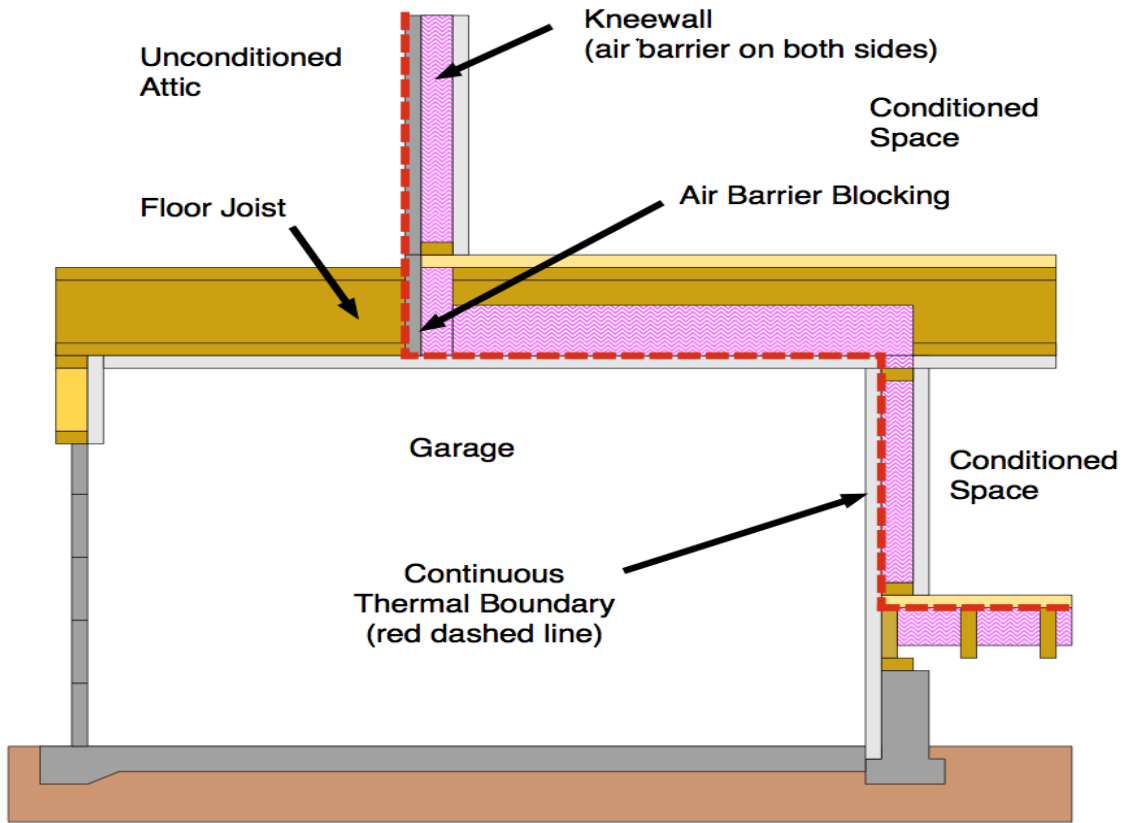 Kneewall
(air barrier on both sides)
Unconditioned
Attic
Conditioned
Space
Floor Joist
Air Barrier Blocking
Garage
Conditioned
Space
Continuous
Thermal Boundary
(red dashed line)